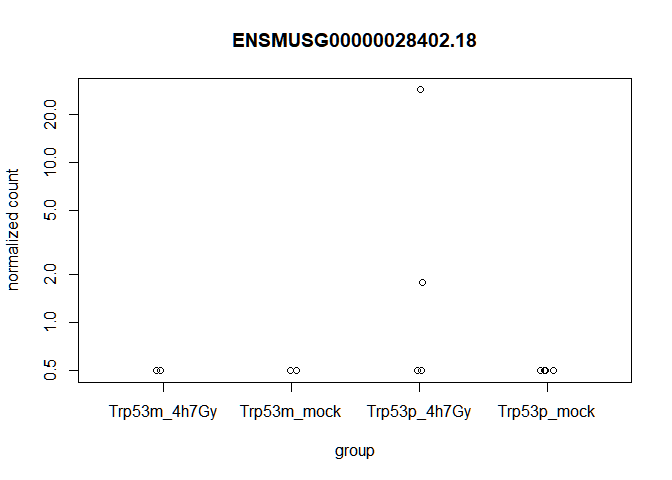 ENSMUSG00000028402.18
normalized count
20.0
10.0
5.0
2.0
1.0
0.5
Trp53m_4h7Gy Trp53m_mock Trp53p_4h7Gy Trp53p_mock
group